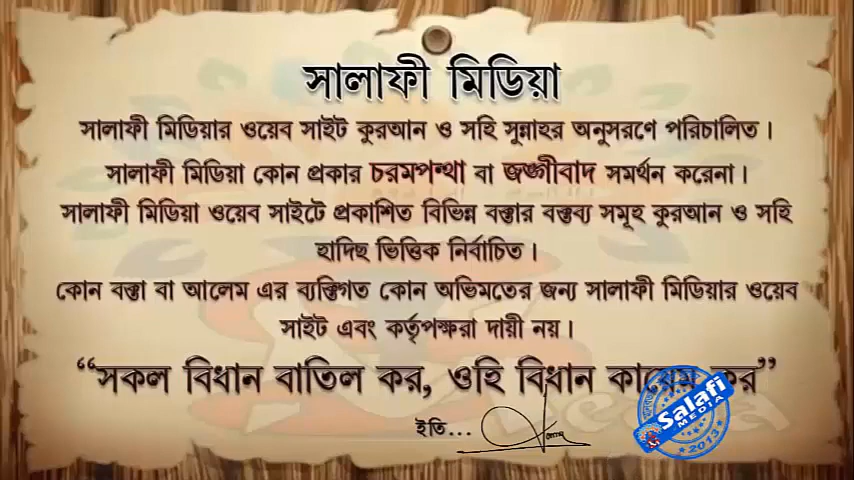 সালাফী মিডিয়া
সালাফী মিডিয়ার ওয়েব সাইট কুরআন ও সহি সুন্নাহর অনুসরণে পরিচালিত।
সালাফী মিডিয়া কোন প্রকার চরমপন্থা বা জঙ্গীবাদ সমর্থন করেনা।
সালাফী মিডিয়া ওয়েব সাইটে প্রকাশিত বিভিন্ন বক্তার বক্তব্য সমূহ কুরআন ও সহি
হাদিছ ভিত্তিক নির্বাচিত।
কোন বক্তা বা আলেম এর ব্যক্তিগত কোন অভিমতের জন্য সালাফী মিডিয়ার ওয়েব
সাইট এবং কর্তৃপক্ষরা দায়ী নয়।
“সকল বিধান বাতিল কর, ওহি বিধান কায়েম কর”
ইতি...
Salafi
MEDIA
2013